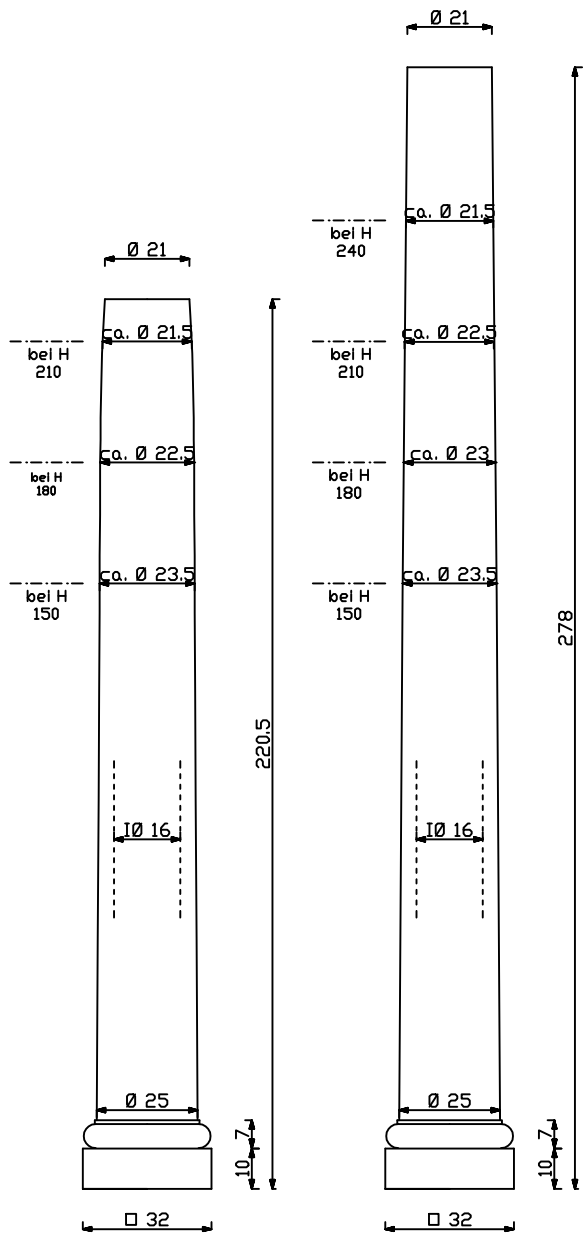 Ø 21
ca. Ø 21.5
bei H
240
Ø 21
ca. Ø 21.5
bei H
210
ca. Ø 22.5
bei H
210
ca. Ø 22.5
bei H
180
ca. Ø 23
bei H
180
ca. Ø 23.5
bei H
150
ca. Ø 23.5
bei H
150
278
220.5
IØ 16
IØ 16
Ø 25
7
Ø 25
7
10
10
□ 32
□ 32